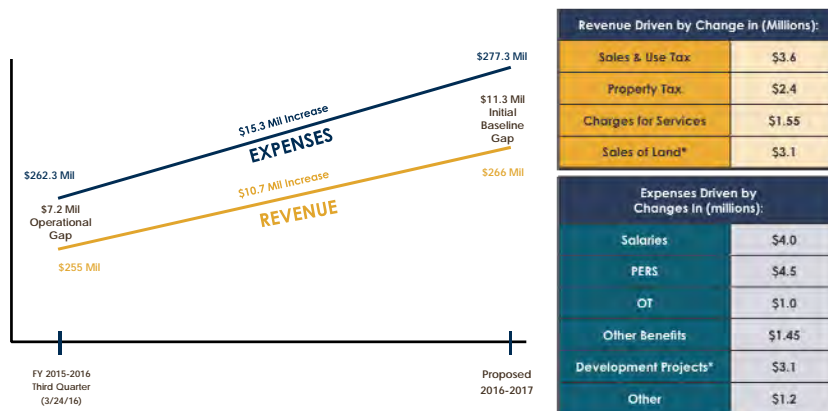 $277.3 Mil
$15.3 Mil Increase
EXPENSES
$11.3 Mil
Initial
Baseline
Gap
$262.3 Mil
$10.7 Mil Increase
REVENUE
$266 Mil
$7.2 Mil
Operational
Gap
$255 Mil
FY 2015-2016
Third Quarter
(3/24/16)
Proposed
2016-2017
Revenue Driven by Change in (Millions):
Sales & Use Tax $3.6
Property Tax $2.4
Charges for Services $1.55
Sales of Land* $3.1
Expenses Driven by
Changes in (millions):
Salaries $4.0
PERS $4.5
OT $1.0
Other Benefits $1.45
Development Projects* $3.1
Other $1.2